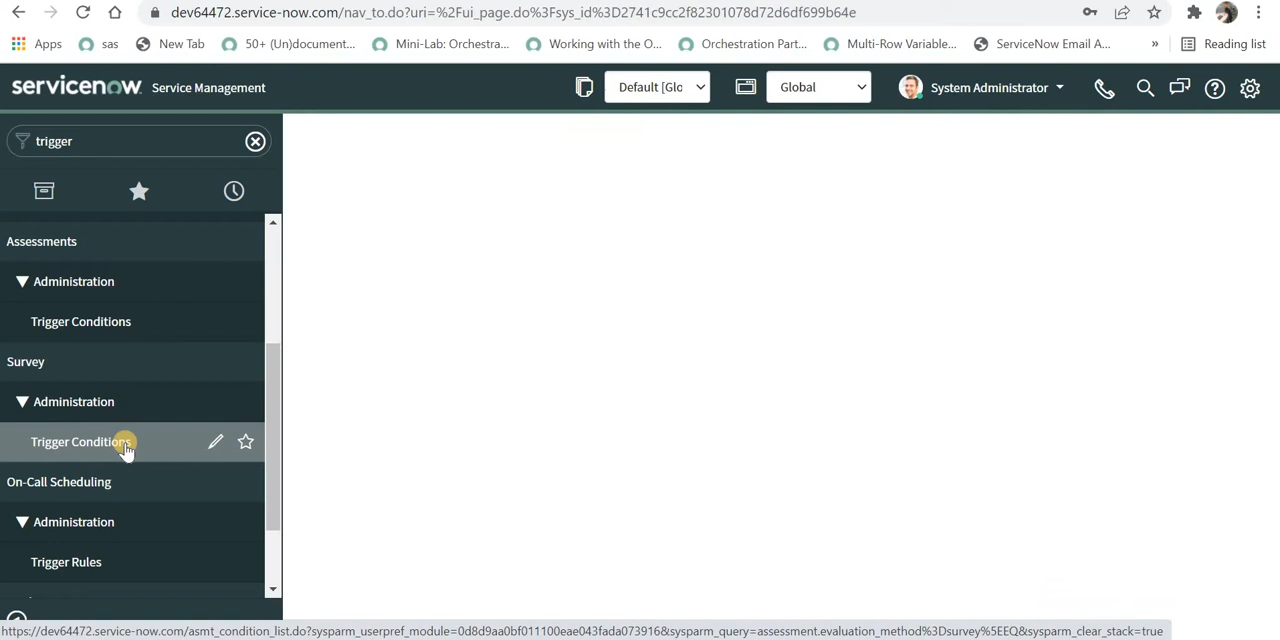 dev64472.service-now.com/nav_to.do?uri=%2Fui_page.do%3Fsys_id%3D2741c9cc2f82301078d72d6df699b64e
Apps sas New Tab 50+ (Un)document... Mini-Lab: Orchestra... Working with the O... Orchestration Part... Multi-Row Variable... ServiceNow Email A... » Reading list
servicenow. Service Management Default [Glo Global System Administrator
trigger
Assessments
Administration
Trigger Conditions
Survey
Administration
Trigger Conditions
On-Call Scheduling
Administration
Trigger Rules
https://dev64472.service-now.com/asmt_condition_list.do?sysparm_userpref_module=0d8d9aa0bf011100eae043fada073916&sysparm_query=assessment.evaluation_method%3Dsurvey%5EEQ&sysparm_clear_stack=true